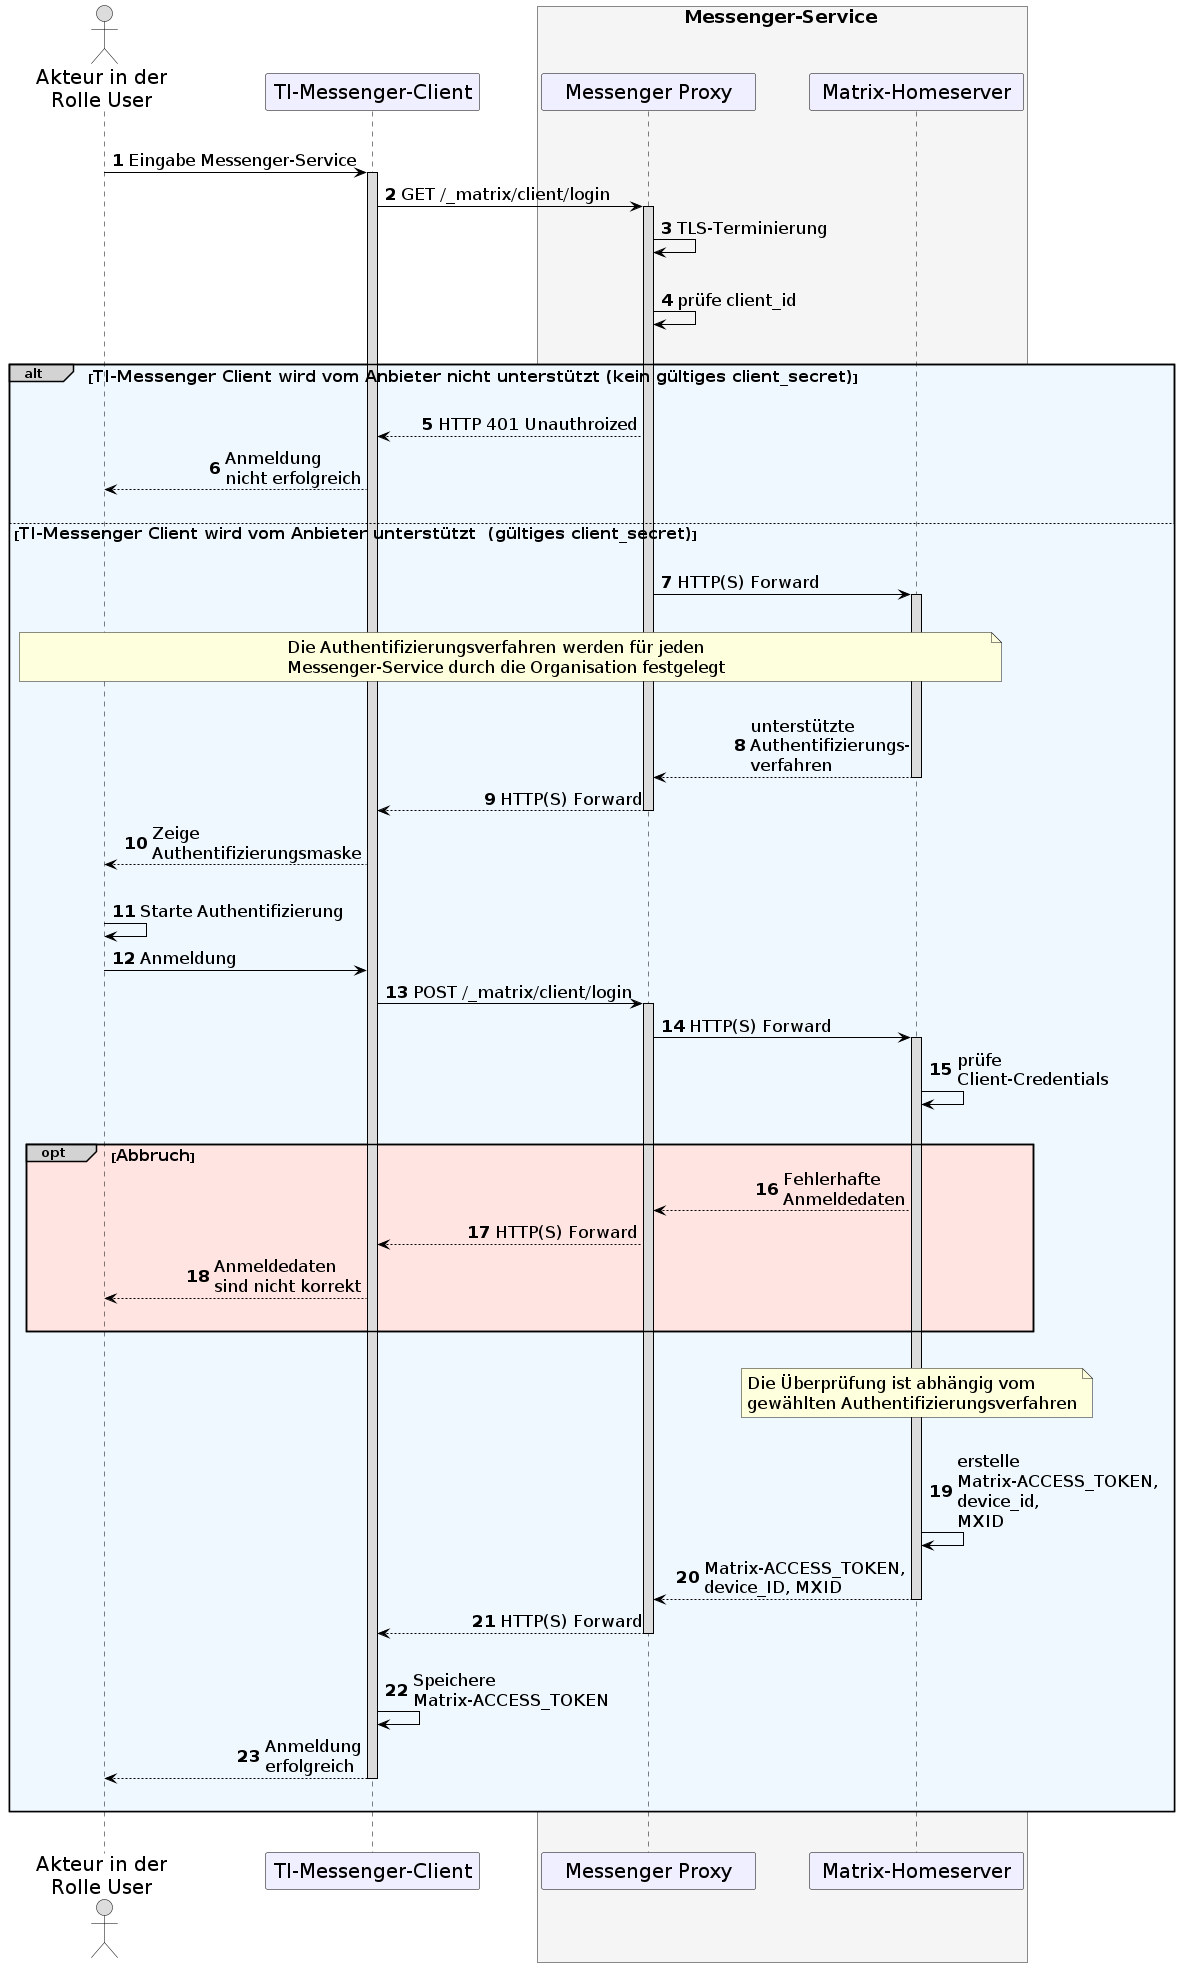 Messenger-Service
Akteur in der
Rolle User
TI-Messenger-Client
Messenger Proxy
Matrix-Homeserver
1 Eingabe Messenger-Service
2 GET /_matrix/client/login
3 TLS-Terminierung
4 prüfe client_id
alt [TI-Messenger Client wird vom Anbieter nicht unterstützt (kein gültiges client_secret)]
5 HTTP 401 Unauthroized
6 Anmeldung
nicht erfolgreich
[TI-Messenger Client wird vom Anbieter unterstützt  (gültiges client_secret)]
7 HTTP(S) Forward
Die Authentifizierungsverfahren werden für jeden
Messenger-Service durch die Organisation festgelegt
unterstützte
8 Authentifizierungs-
verfahren
9 HTTP(S) Forward
10 Zeige
Authentifizierungsmaske
11 Starte Authentifizierung
12 Anmeldung
13 POST /_matrix/client/login
14 HTTP(S) Forward
15 prüfe
Client-Credentials
opt [Abbruch]
16 Fehlerhafte
Anmeldedaten
17 HTTP(S) Forward
18 Anmeldedaten
sind nicht korrekt
Die Überprüfung ist abhängig vom
gewählten Authentifizierungsverfahren
19 erstelle
Matrix-ACCESS_TOKEN,
device_id,
MXID
20 Matrix-ACCESS_TOKEN,
device_ID, MXID
21 HTTP(S) Forward
22 Speichere
Matrix-ACCESS_TOKEN
23 Anmeldung
erfolgreich
Akteur in der
Rolle User
TI-Messenger-Client
Messenger Proxy
Matrix-Homeserver